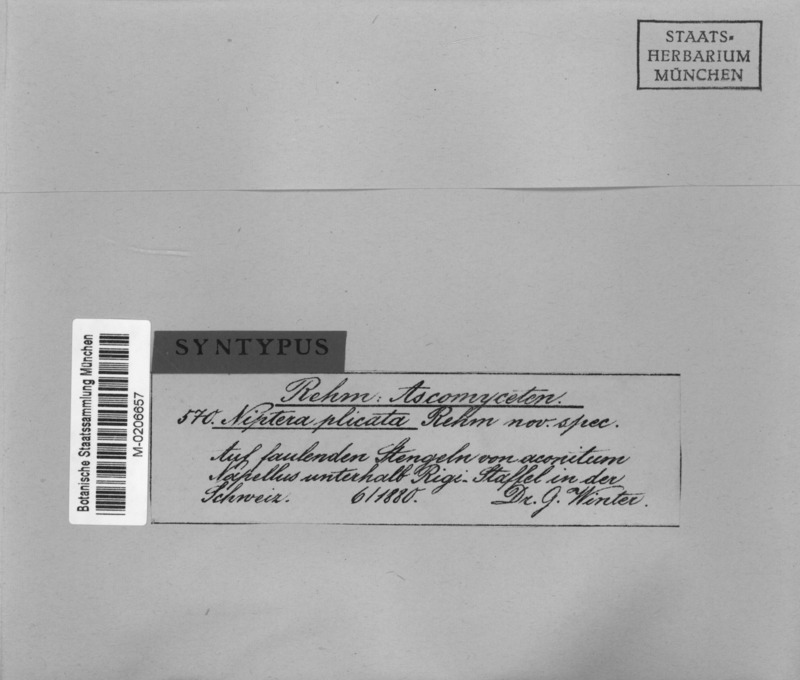 STAATS-
HERBARIUM
MÜNCHEN
Botanische Staatssammlung München
M-0206657
SYNTYPUS
Rehm: Ascomyceten.
570. Niptera plicata Rehm nov. spec.
Auf faulenden Stengeln von aconitum
Napellus unterhalb Rigi-Staffel in der
Schweiz. 6/1880. Dr. G. Winter.